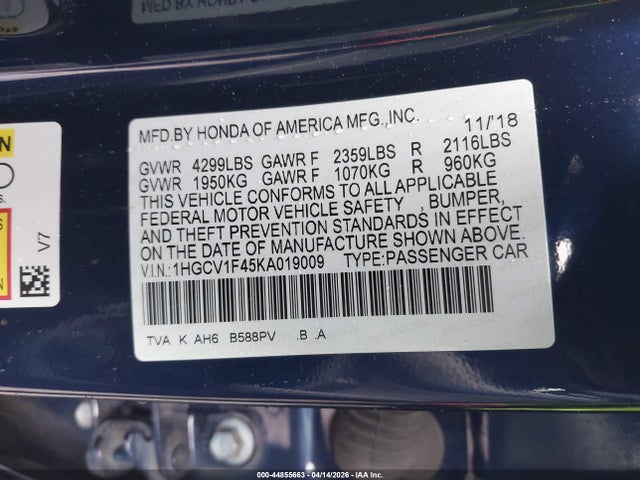 MFD.BY HONDA OF AMERICA MFG.,INC. 11/'18
GVWR 4299LBS GAWR F 2359LBS R 2116LBS
GVWR 1950KG GAWR F 1070KG R 960KG
THIS VEHICLE CONFORMS TO ALL APPLICABLE
FEDERAL MOTOR VEHICLE SAFETY , BUMPER,
AND THEFT PREVENTION STANDARDS IN EFFECT
ON THE DATE OF MANUFACTURE SHOWN ABOVE.
V.I.N.:1HGCV1F45KA019009 TYPE:PASSENGER CAR
TVA K AH6 B588PV .B .A
V7
000-44855663 - 04/14/2026 - IAA Inc.